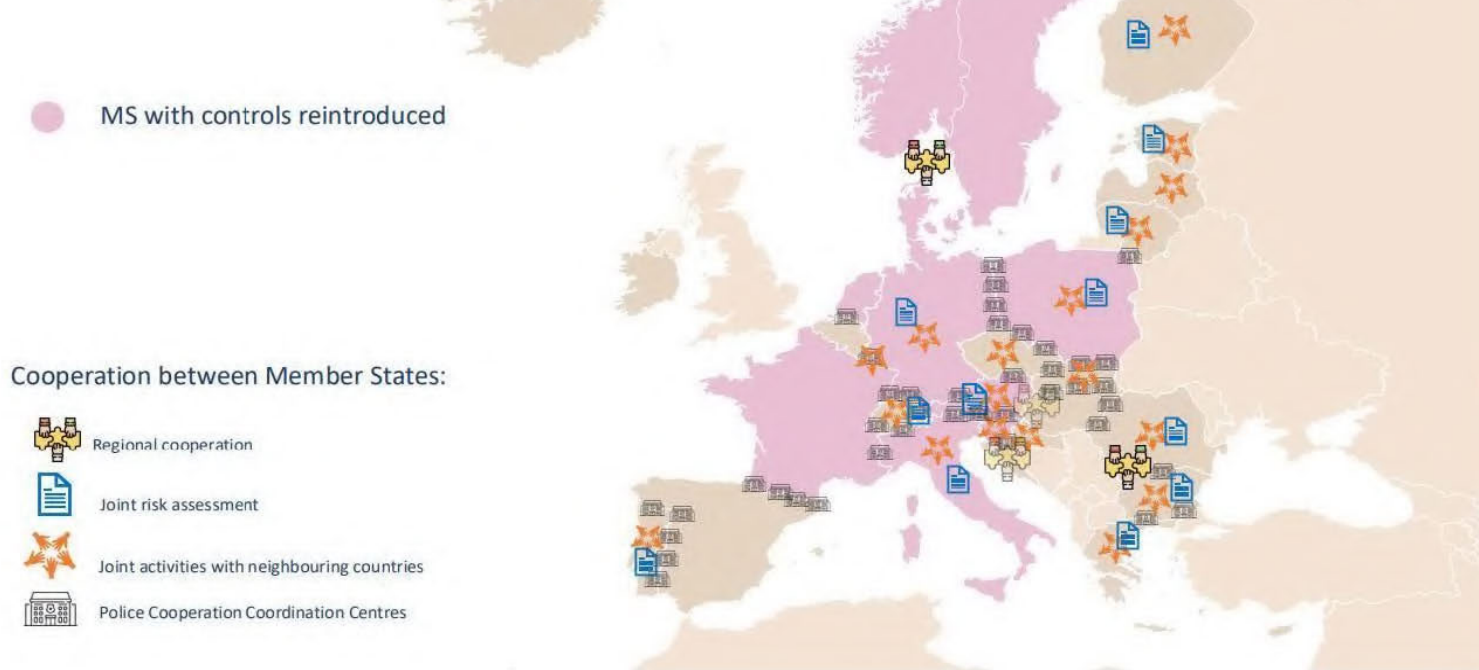 MS with controls reintroduced
Cooperation between Member States:
Regional cooperation
Joint risk assessment
Joint activities with neighbouring countries
Police Cooperation Coordination Centres